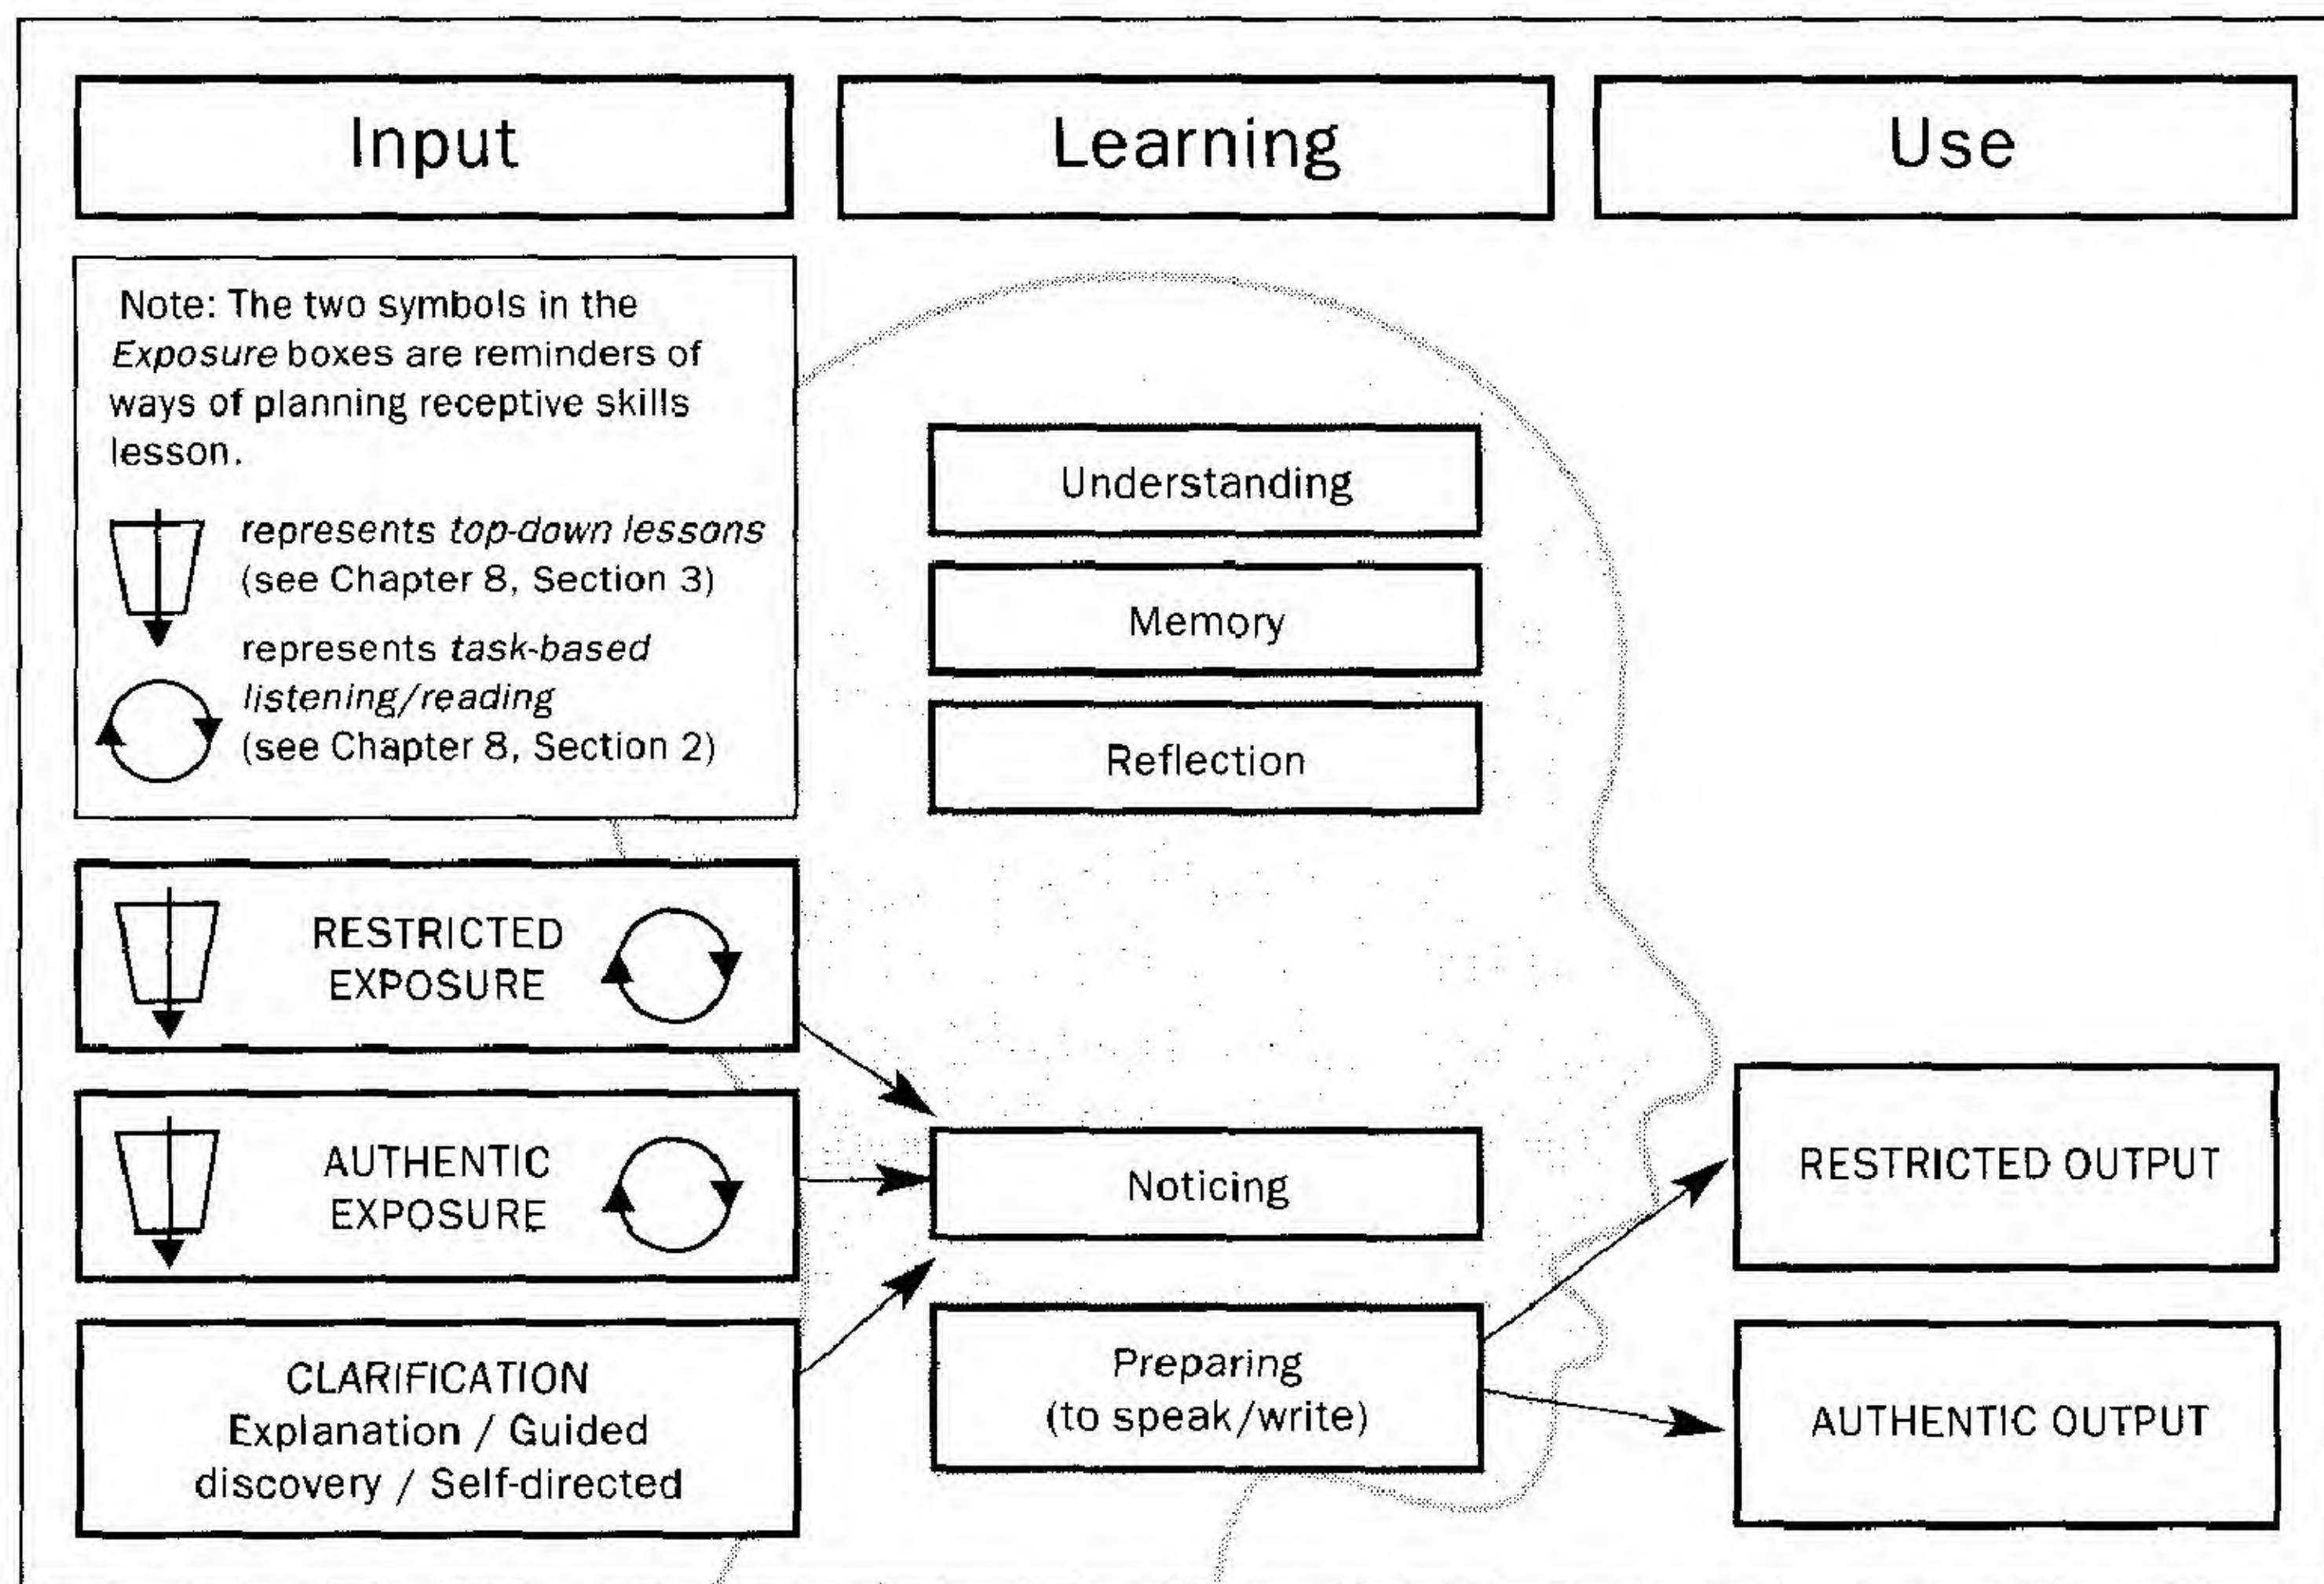 Input
Learning
Use
Note: The two symbols in the
Exposure boxes are reminders of
ways of planning receptive skills
lesson.
represents top-down lessons
(see Chapter 8, Section 3)
represents task-based
listening/reading
(see Chapter 8, Section 2)
Understanding
Memory
Reflection
RESTRICTED
EXPOSURE
AUTHENTIC
EXPOSURE
CLARIFICATION
Explanation / Guided
discovery / Self-directed
Noticing
Preparing
(to speak/write)
RESTRICTED OUTPUT
AUTHENTIC OUTPUT